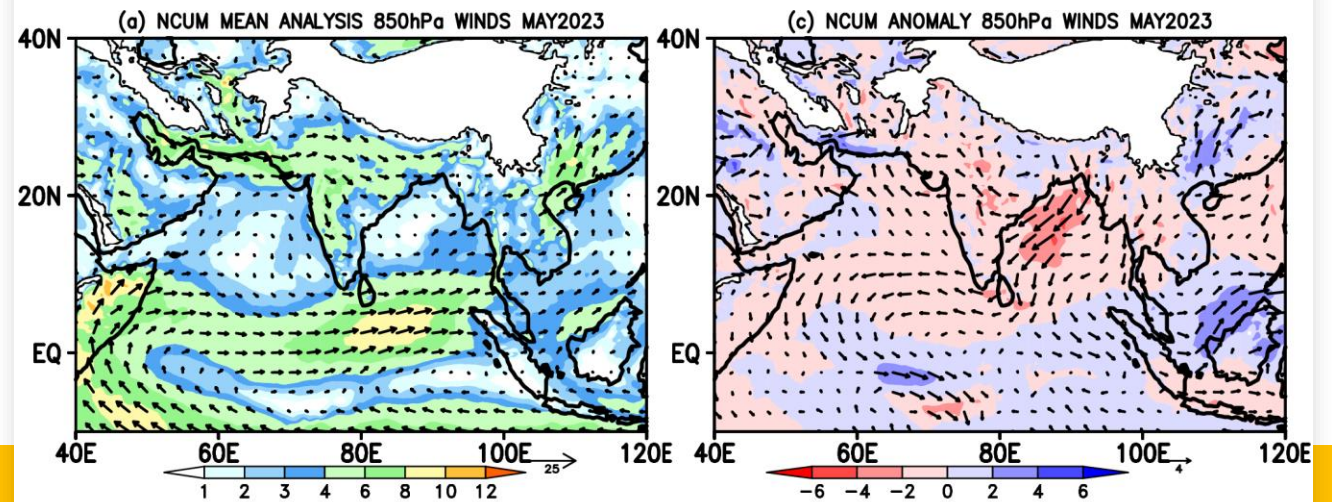 (a) NCUM MEAN ANALYSIS 850hPa WINDS MAY2023
40N
20N
EQ
40E 60E 80E 100E 120E
25
1 2 3 4 6 8 10 12
(c) NCUM ANOMALY 850hPa WINDS MAY2023
40N
20N
EQ
60E 80E 100E 120E
4
-6 -4 -2 0 2 4 6